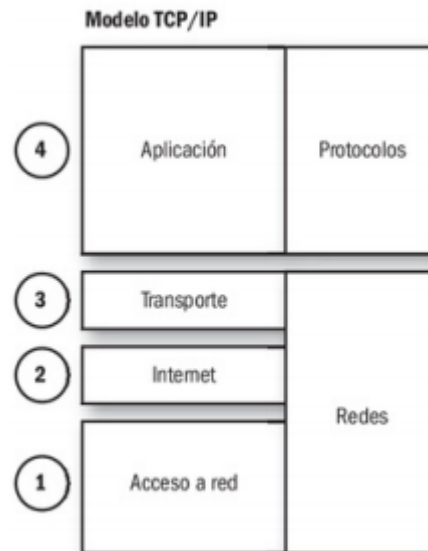 Modelo TCP/IP
4
Aplicación
Protocolos
3
Transporte
2
Internet
Redes
1
Acceso a red